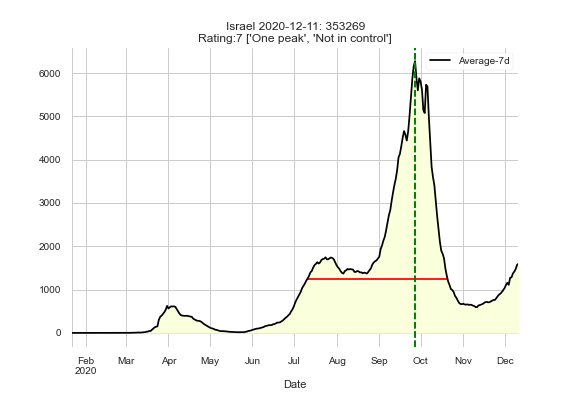 Israel 2020-12-11: 353269
Rating:7 ['One peak', 'Not in control']
Average-7d
6000
5000
4000
3000
2000
1000
0
Feb Mar Apr May Jun Jul Aug Sep Oct Nov Dec
2020
Date